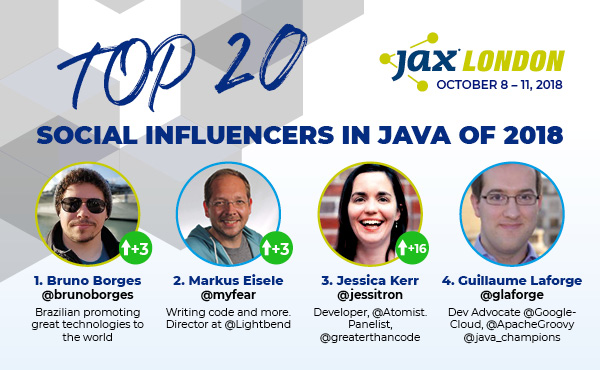 TOP 20
jax LONDON
OCTOBER 8 – 11, 2018
SOCIAL INFLUENCERS IN JAVA OF 2018
+3
+3
+16
1. Bruno Borges
@brunoborges
Brazilian promoting
great technologies to
the world
2. Markus Eisele
@myfear
Writing code and more.
Director at @Lightbend
3. Jessica Kerr
@jessitron
Developer, @Atomist.
Panelist,
@greaterthancode
4. Guillaume Laforge
@glaforge
Dev Advocate @Google-
Cloud, @ApacheGroovy
@java_champions